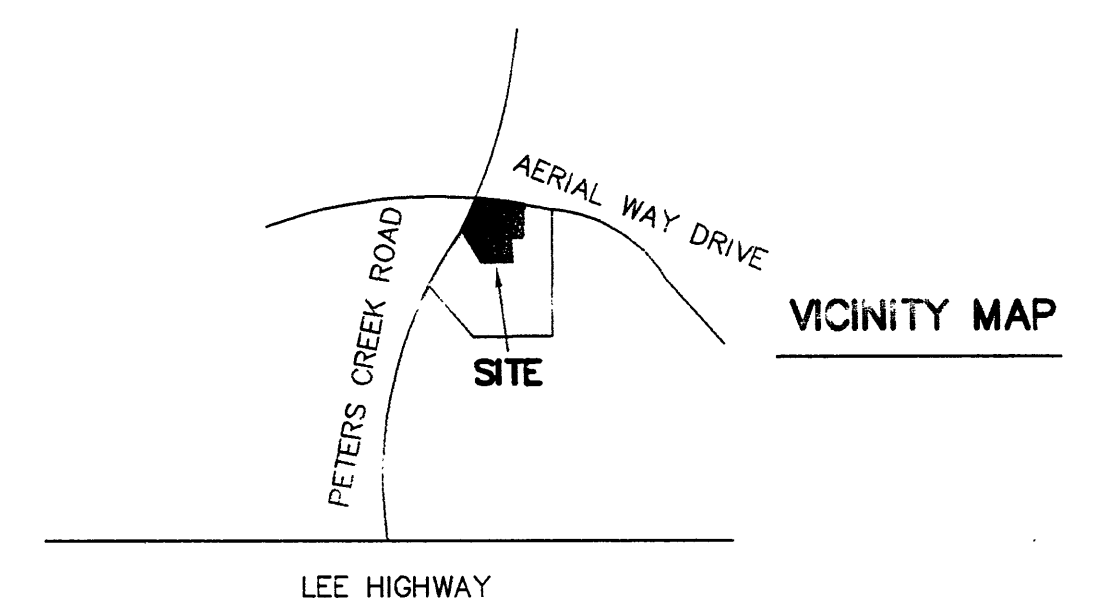 AERIAL WAY DRIVE
PETERS CREEK ROAD
VICINITY MAP
SITE
LEE HIGHWAY